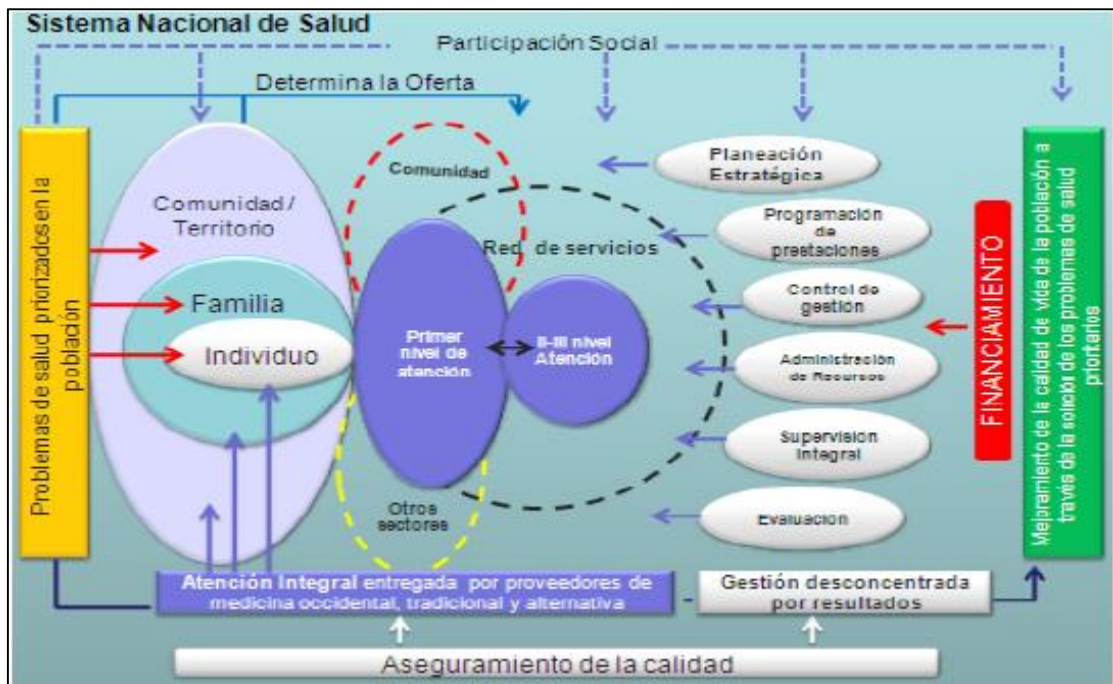 Sistema Nacional de Salud
Participación Social
Determina la Oferta
Problemas de salud priorizados en la
población
Comunidad /
Territorio
Familia
Individuo
Comunidad
Red de servicios
Primer
nivel de
atención
II-III nivel
Atención
Otros
sectores
Planeación
Estratégica
Programación
de
prestaciones
Control de
gestión
Administración
de Recursos
Supervisión
Integral
Evaluación
FINANCIAMIENTO
Mejoramiento de la calidad de vida de la población a
través de la solución de los problemas de salud
prioritarios
Atención Integral entregada por proveedores de
medicina occidental, tradicional y alternativa
Gestión desconcentrada
por resultados
Aseguramiento de la calidad